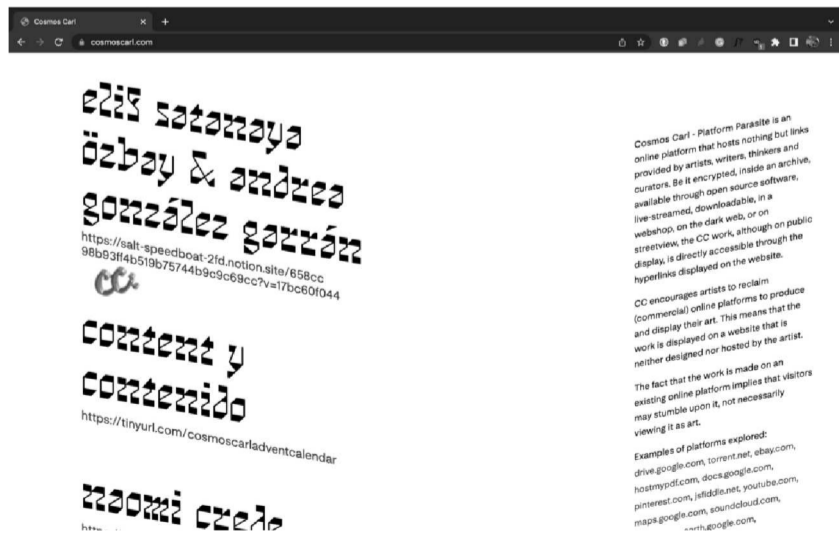 Cosmos Carl
cosmoscarl.com
elif satanaya
özbay & andrea
gonzález garrán
https://salt-speedboat-2fd.notion.site/658cc
98b93ff4b519b75744b9c9c69cc?v=17bc60f044
cc
content y
contenido
https://tinyurl.com/cosmoscarladventcalendar
naomi crede
Cosmos Carl - Platform Parasite is an
online platform that hosts nothing but links
provided by artists, writers, thinkers and
curators. Be it encrypted, inside an archive,
available through open source software,
live-streamed, downloadable, in a
webshop, on the dark web, or on
streetview, the CC work, although on public
display, is directly accessible through the
hyperlinks displayed on the website.
CC encourages artists to reclaim
(commercial) online platforms to produce
and display their art. This means that the
work is displayed on a website that is
neither designed nor hosted by the artist.
The fact that the work is made on an
existing online platform implies that visitors
may stumble upon it, not necessarily
viewing it as art.
Examples of platforms explored:
drive.google.com, torrent.net, ebay.com,
hostmypdf.com, docs.google.com,
pinterest.com, jsfiddle.net, youtube.com,
maps.google.com, soundcloud.com,
earth.google.com,